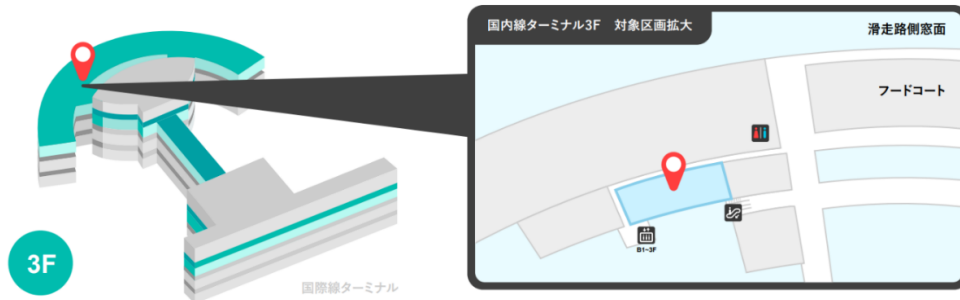 国内線ターミナル3F 対象区画拡大
滑走路側窓面
フードコート
B1~3F
3F
国際線ターミナル